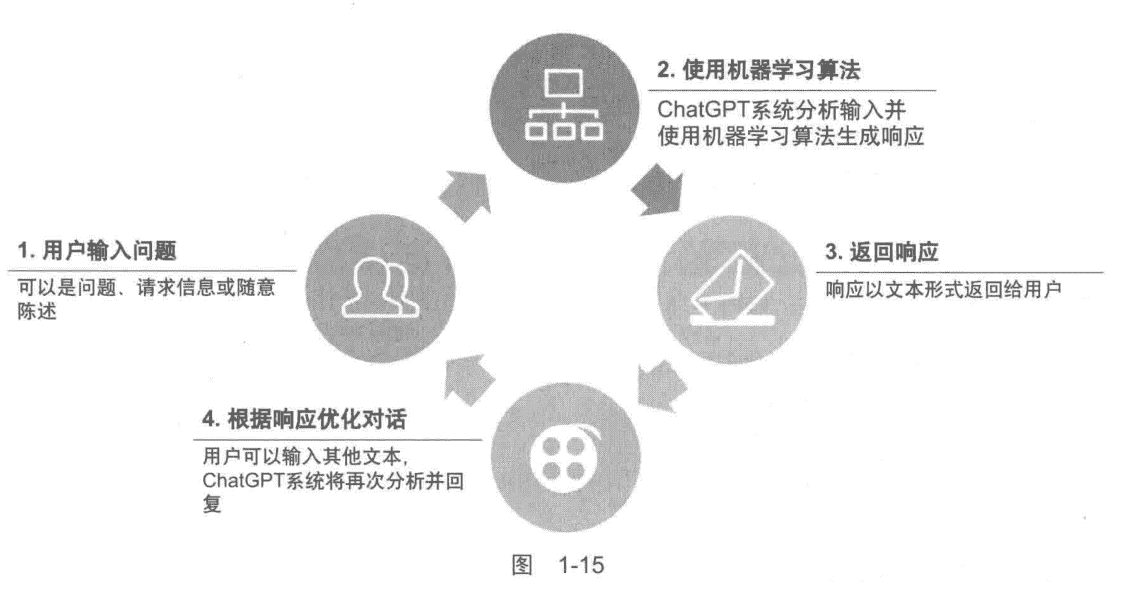 2. 使用机器学习算法
ChatGPT系统分析输入并
使用机器学习算法生成响应
1. 用户输入问题
可以是问题、请求信息或随意
陈述
3. 返回响应
响应以文本形式返回给用户
4. 根据响应优化对话
用户可以输入其他文本,
ChatGPT系统将再次分析并回
复
图 1-15